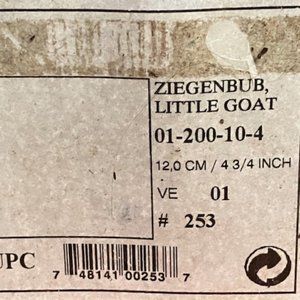 ZIEGENBUB,
LITTLE GOAT
01-200-10-4
12,0 CM / 4 3/4 INCH
VE 01
# 253
UPC
7 48141 00253 7